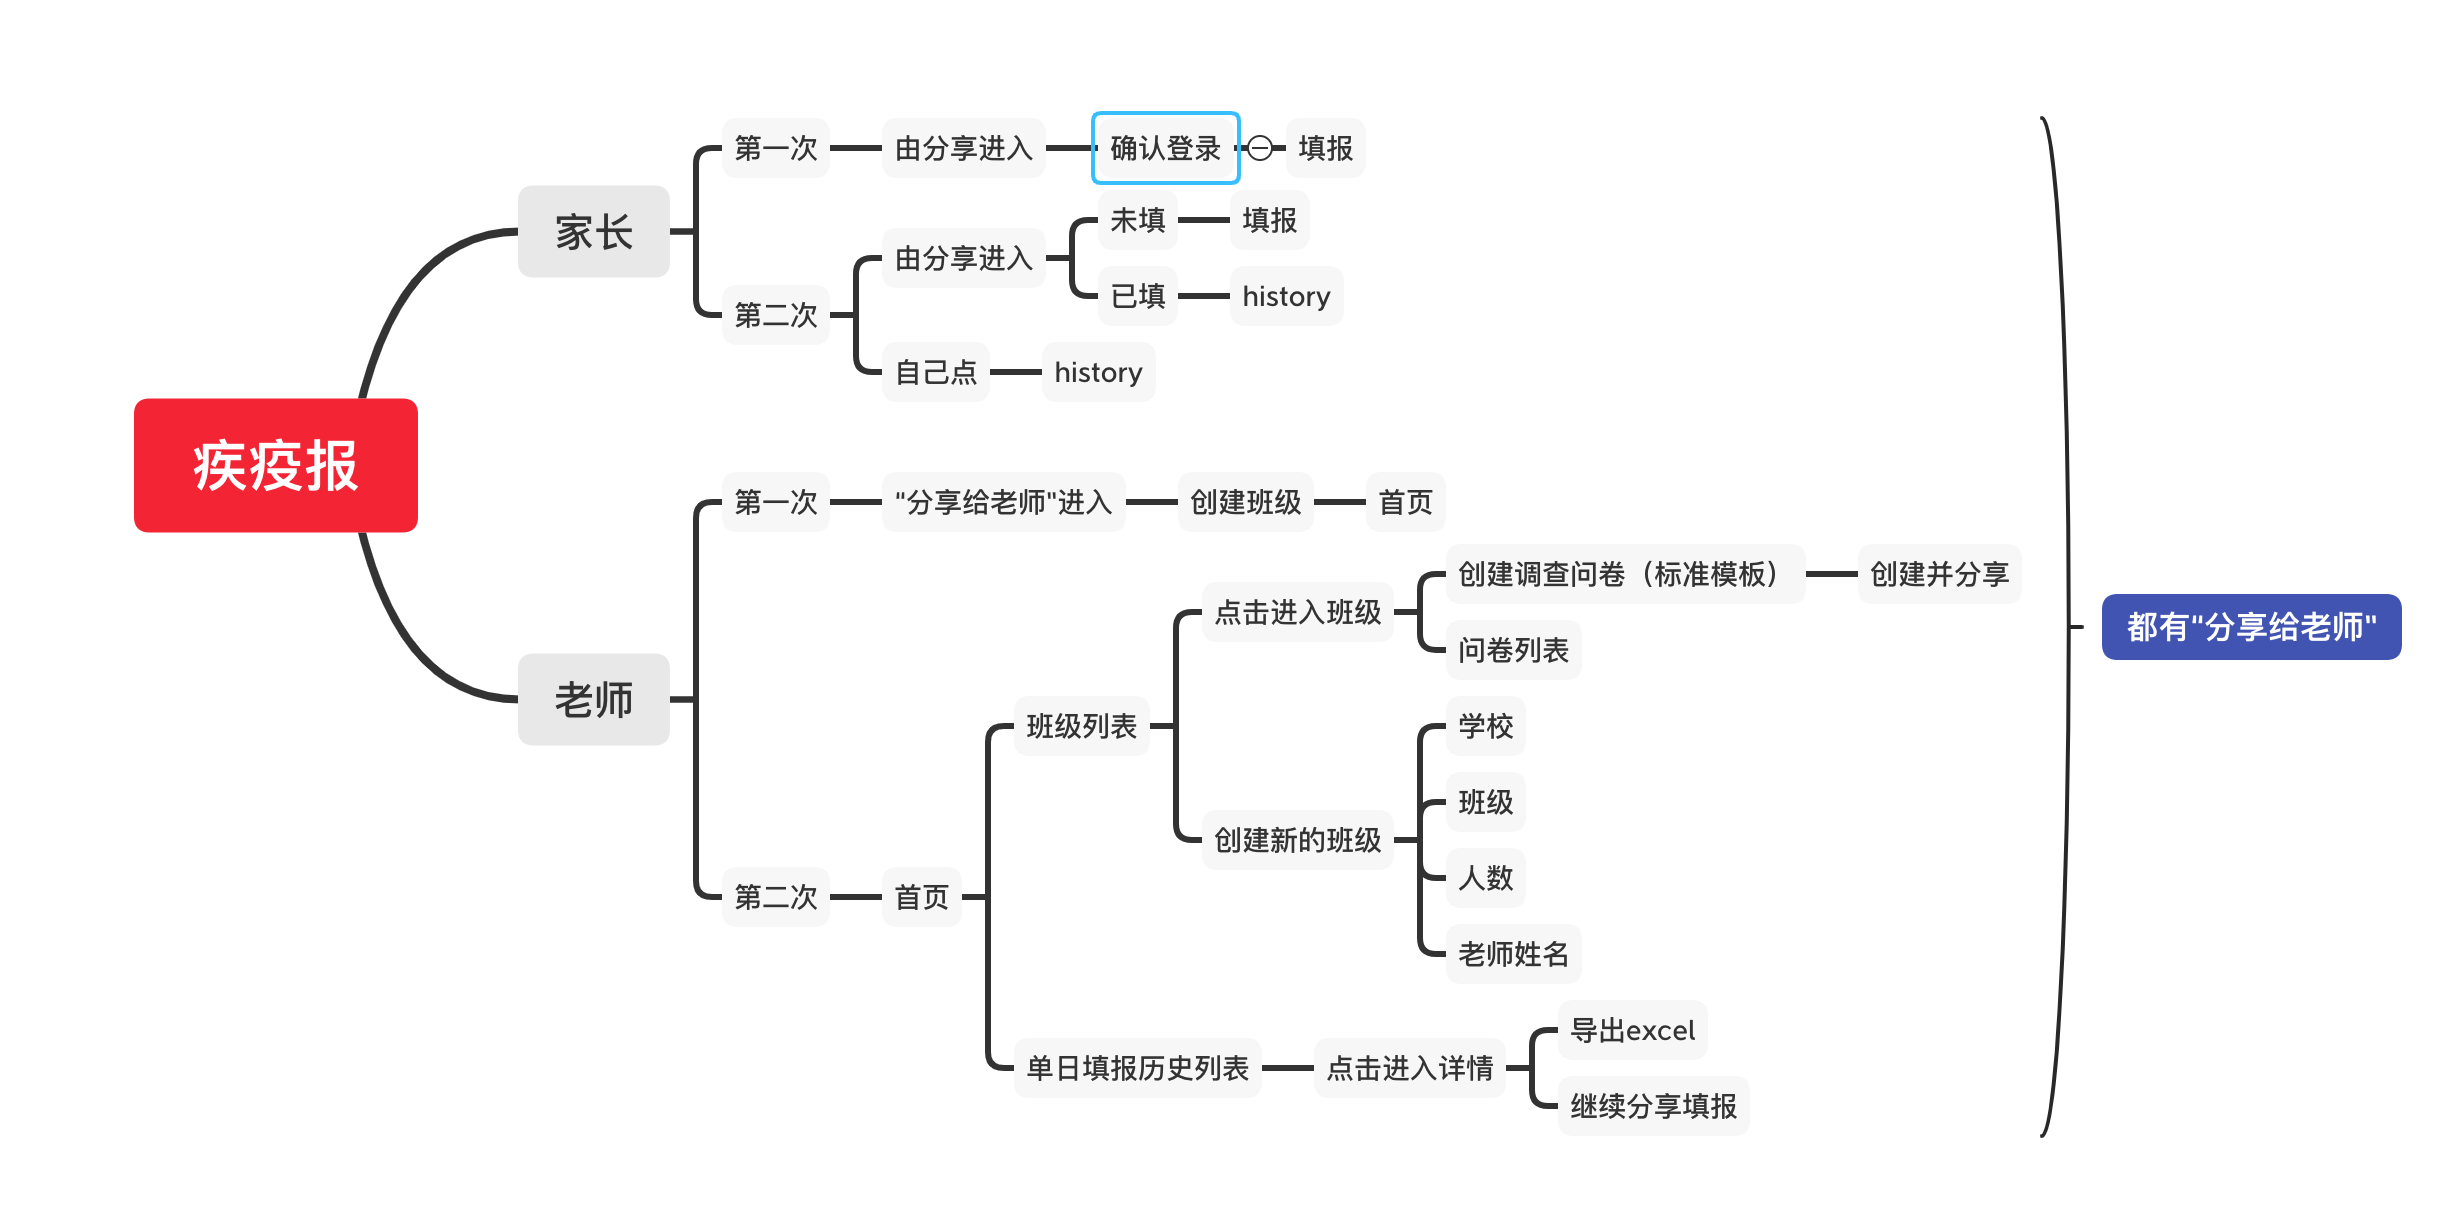 疾疫报
家长
第一次
由分享进入
确认登录
填报
第二次
由分享进入
未填
填报
已填
history
自己点
history
老师
第一次
"分享给老师"进入
创建班级
首页
第二次
首页
班级列表
点击进入班级
创建调查问卷（标准模板）
创建并分享
问卷列表
创建新的班级
学校
班级
人数
老师姓名
单日填报历史列表
点击进入详情
导出excel
继续分享填报
都有"分享给老师"